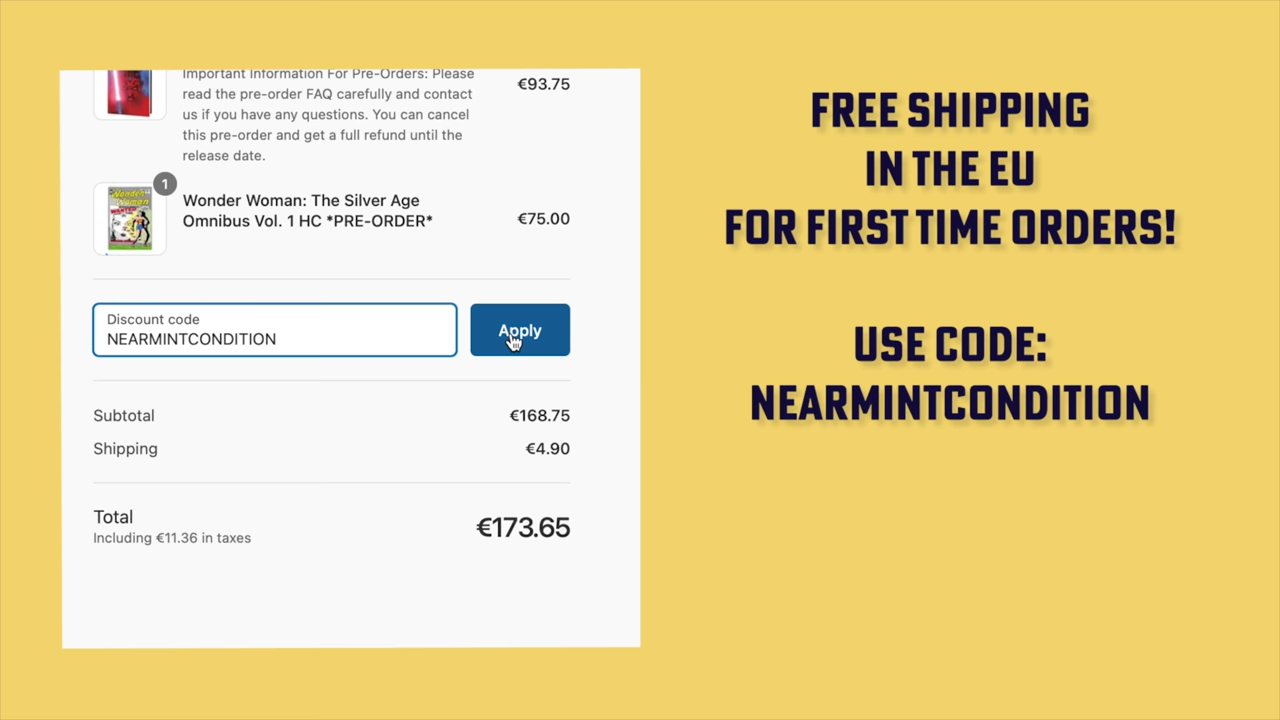 Important Information For Pre-Orders: Please
read the pre-order FAQ carefully and contact
us if you have any questions. You can cancel
this pre-order and get a full refund until the
release date.
€93.75
1
Wonder Woman: The Silver Age
Omnibus Vol. 1 HC *PRE-ORDER*
€75.00
Discount code
NEARMINTCONDITION
Apply
Subtotal
€168.75
Shipping
€4.90
Total
€173.65
Including €11.36 in taxes
FREE SHIPPING
IN THE EU
FOR FIRST TIME ORDERS!
USE CODE:
NEARMINTCONDITION